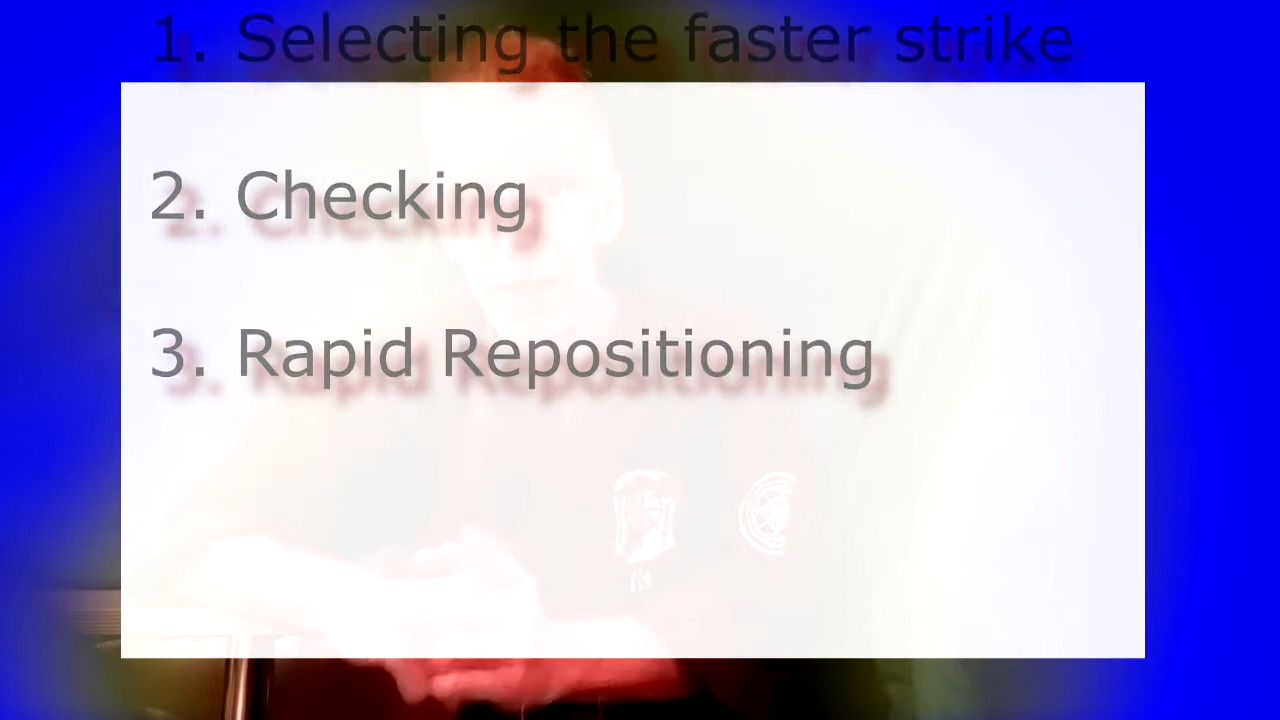 1. Selecting the faster strike
2. Checking
3. Rapid Repositioning